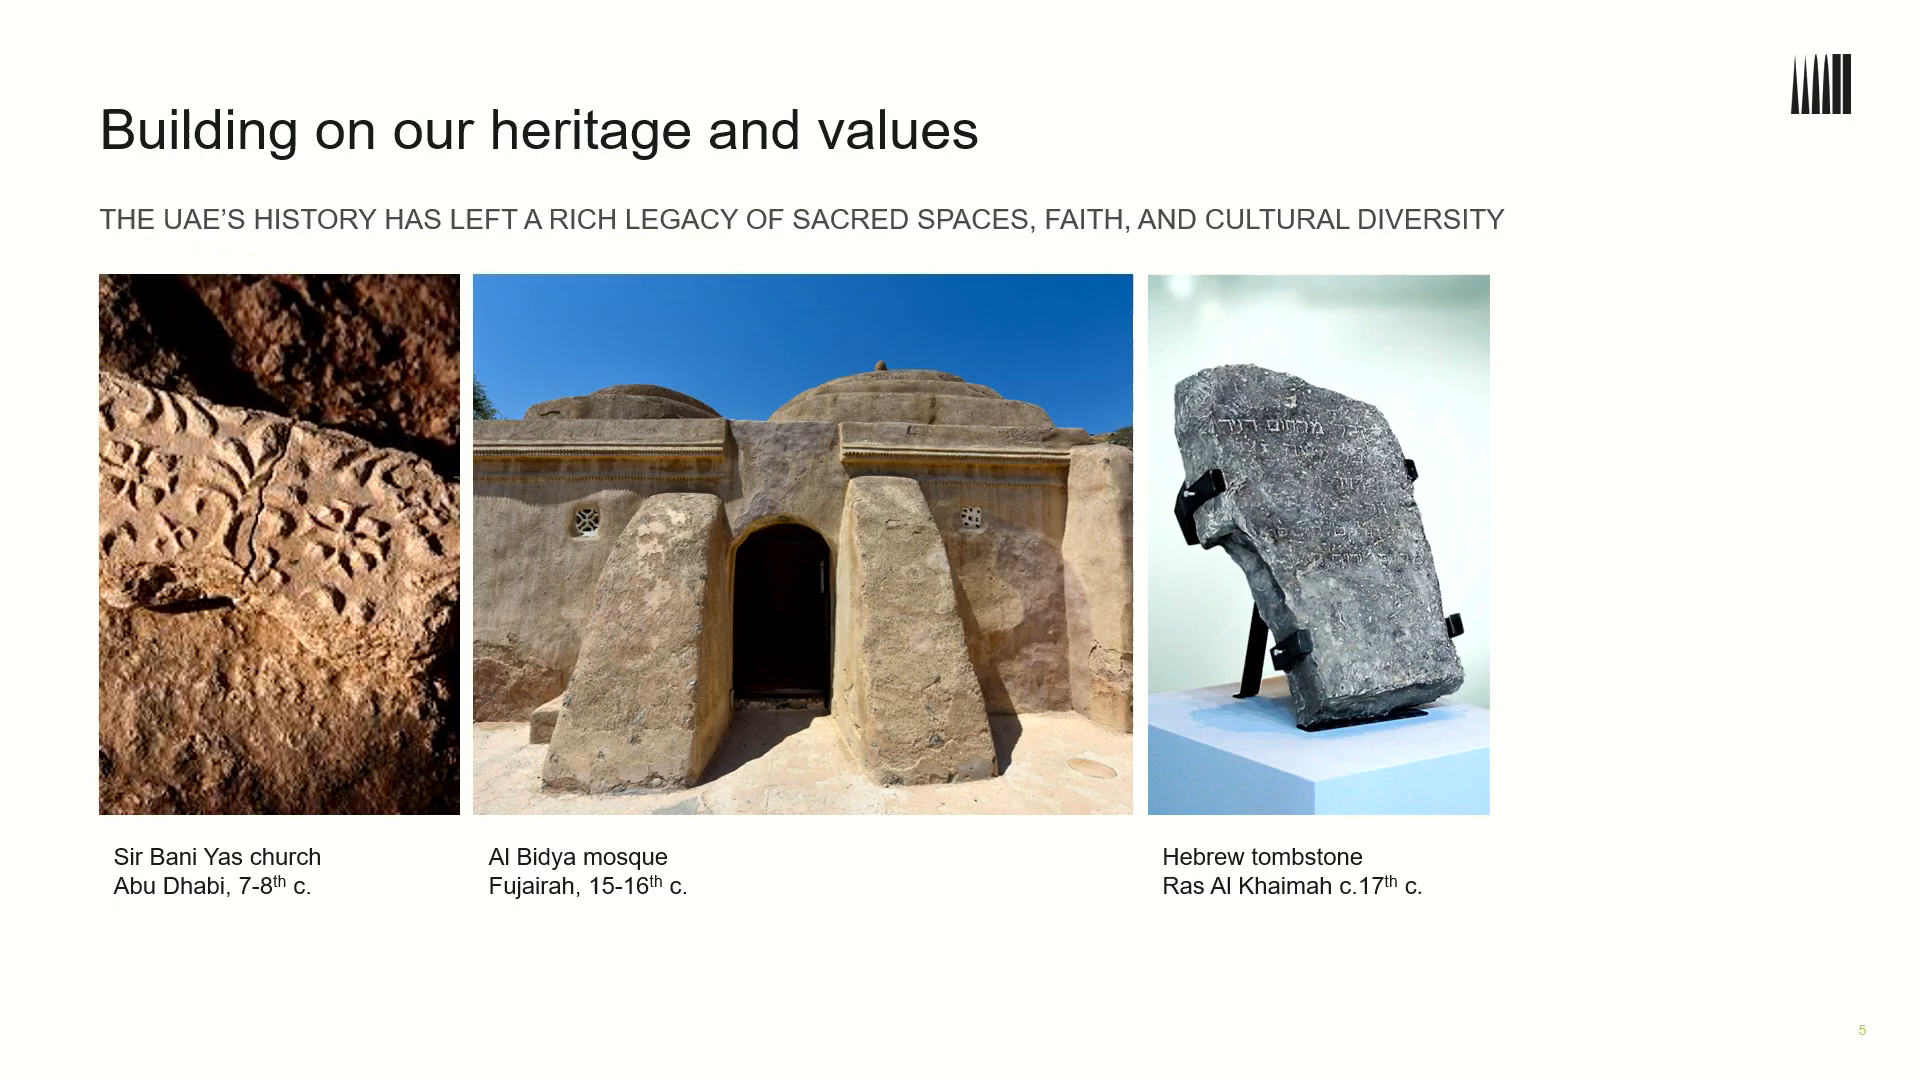 Building on our heritage and values
THE UAE’S HISTORY HAS LEFT A RICH LEGACY OF SACRED SPACES, FAITH, AND CULTURAL DIVERSITY
Sir Bani Yas church
Abu Dhabi, 7-8th c.
Al Bidya mosque
Fujairah, 15-16th c.
Hebrew tombstone
Ras Al Khaimah c.17th c.
5